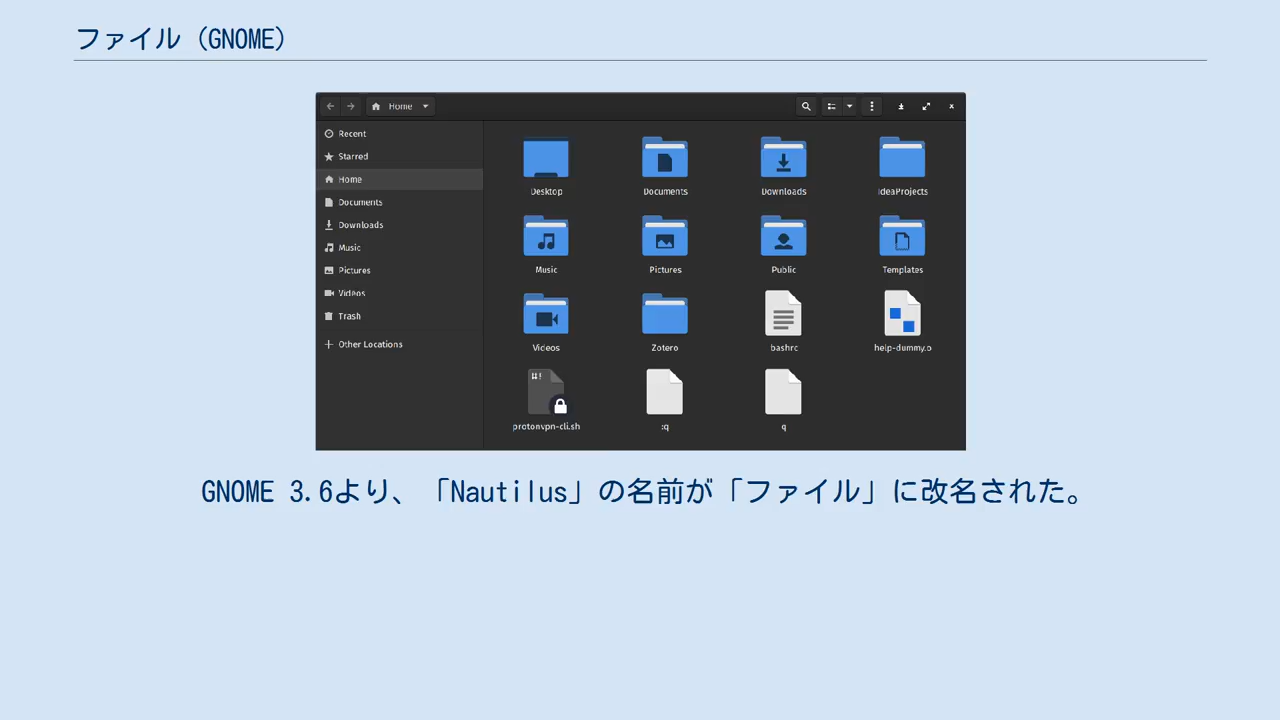 ファイル（GNOME）
Home
Recent
Starred
Home
Documents
Downloads
Music
Pictures
Videos
Trash
Other Locations
Desktop
Documents
Downloads
IdeaProjects
Music
Pictures
Public
Templates
Videos
Zotero
bashrc
help-dummy.o
#!
protonvpn-cli.sh
:q
q
GNOME 3.6より、「Nautilus」の名前が「ファイル」に改名された。